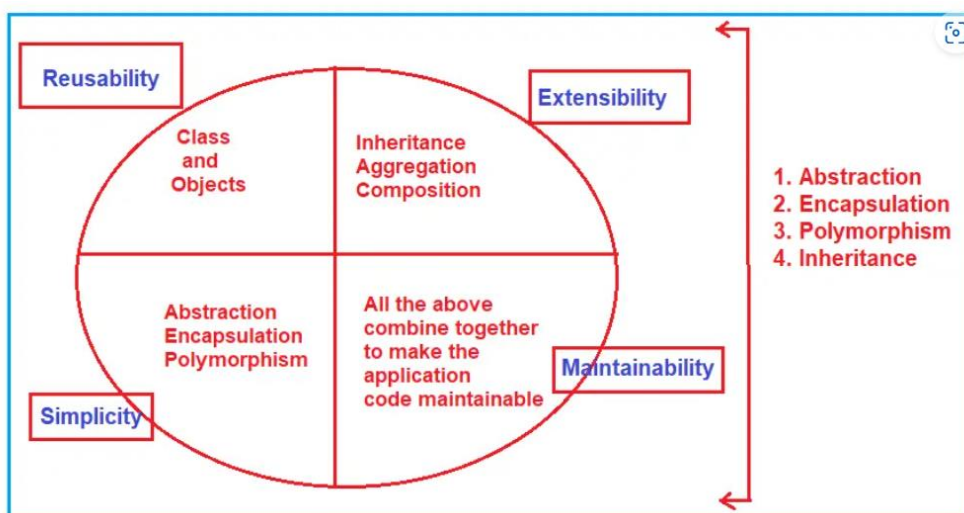 Reusability
Class
and
Objects
Inheritance
Aggregation
Composition
Extensibility
Abstraction
Encapsulation
Polymorphism
Simplicity
All the above
combine together
to make the
application
code maintainable
Maintainability
1. Abstraction
2. Encapsulation
3. Polymorphism
4. Inheritance